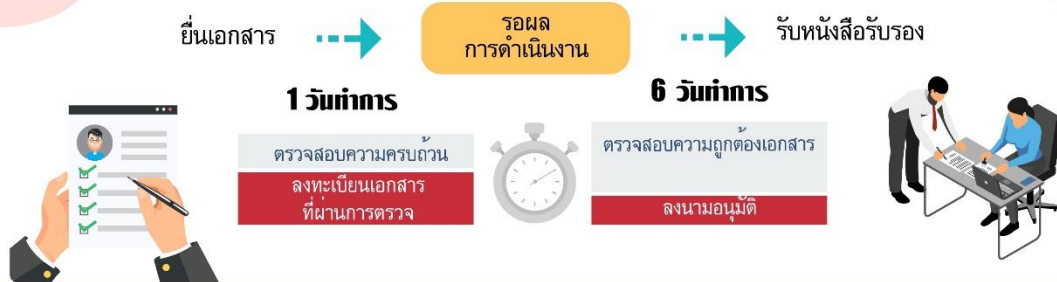 ยื่นเอกสาร
รอผล
การดำเนินงาน
รับหนังสือรับรอง
1 วันทำการ
6 วันทำการ
ตรวจสอบความครบถ้วน
ลงทะเบียนเอกสาร
ที่ผ่านการตรวจ
ตรวจสอบความถูกต้องเอกสาร
ลงนามอนุมัติ